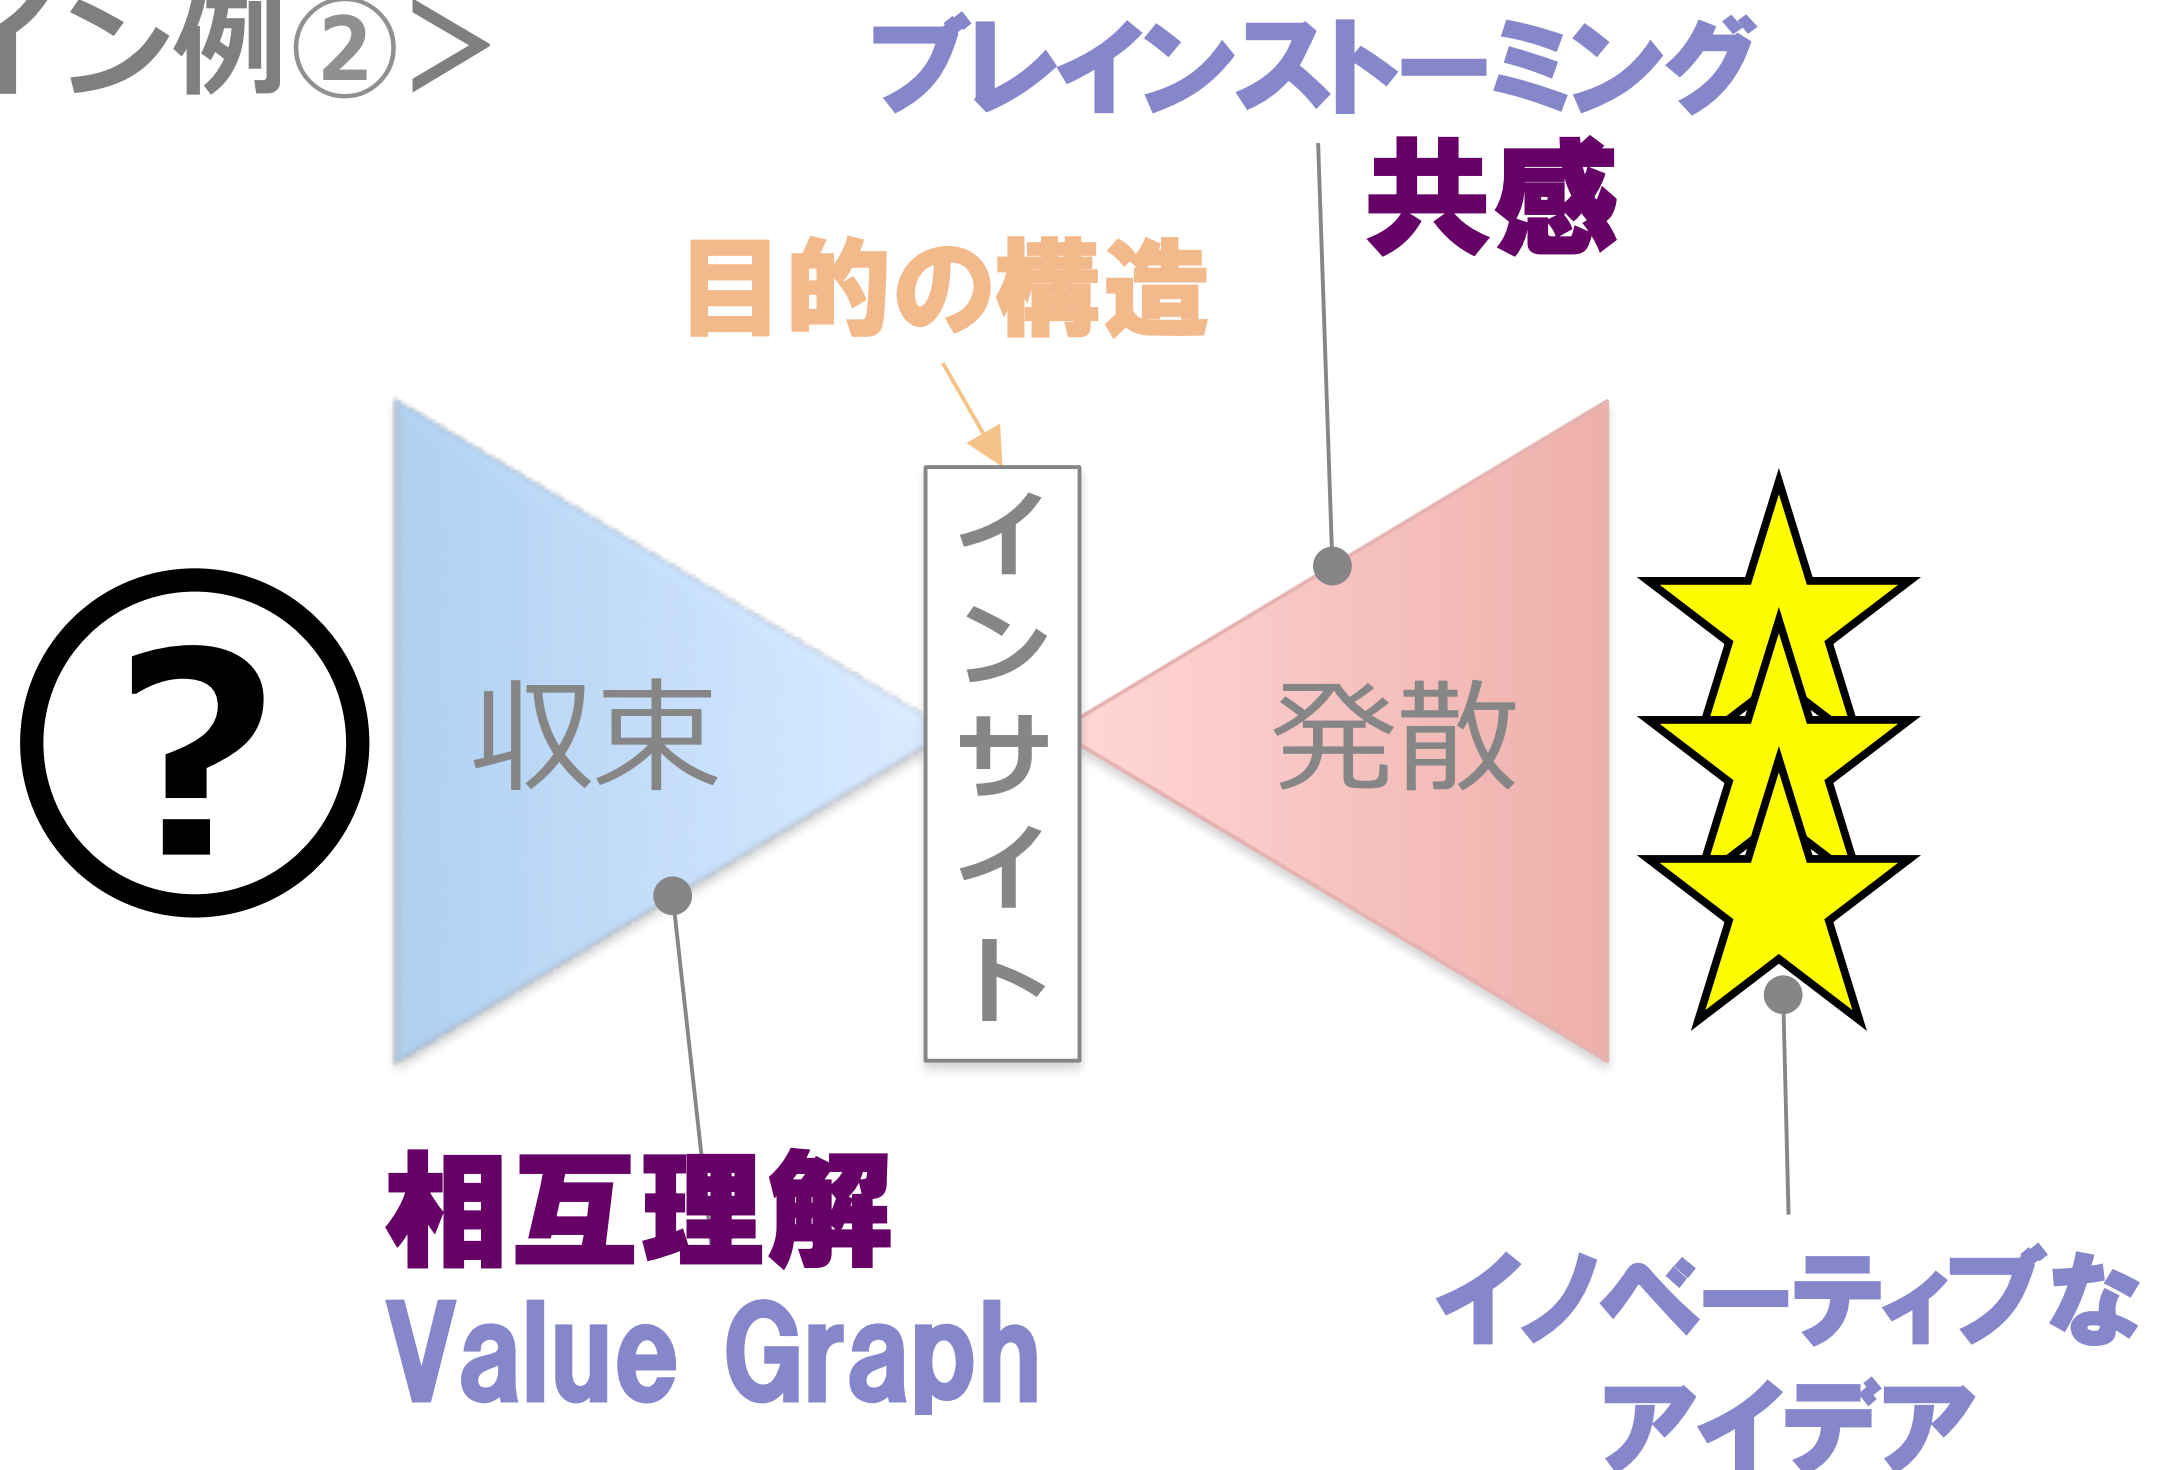 イン例②＞
ブレインストーミング
共感
目的の構造
インサイト
?
収束
発散
相互理解
Value Graph
イノベーティブな
アイデア